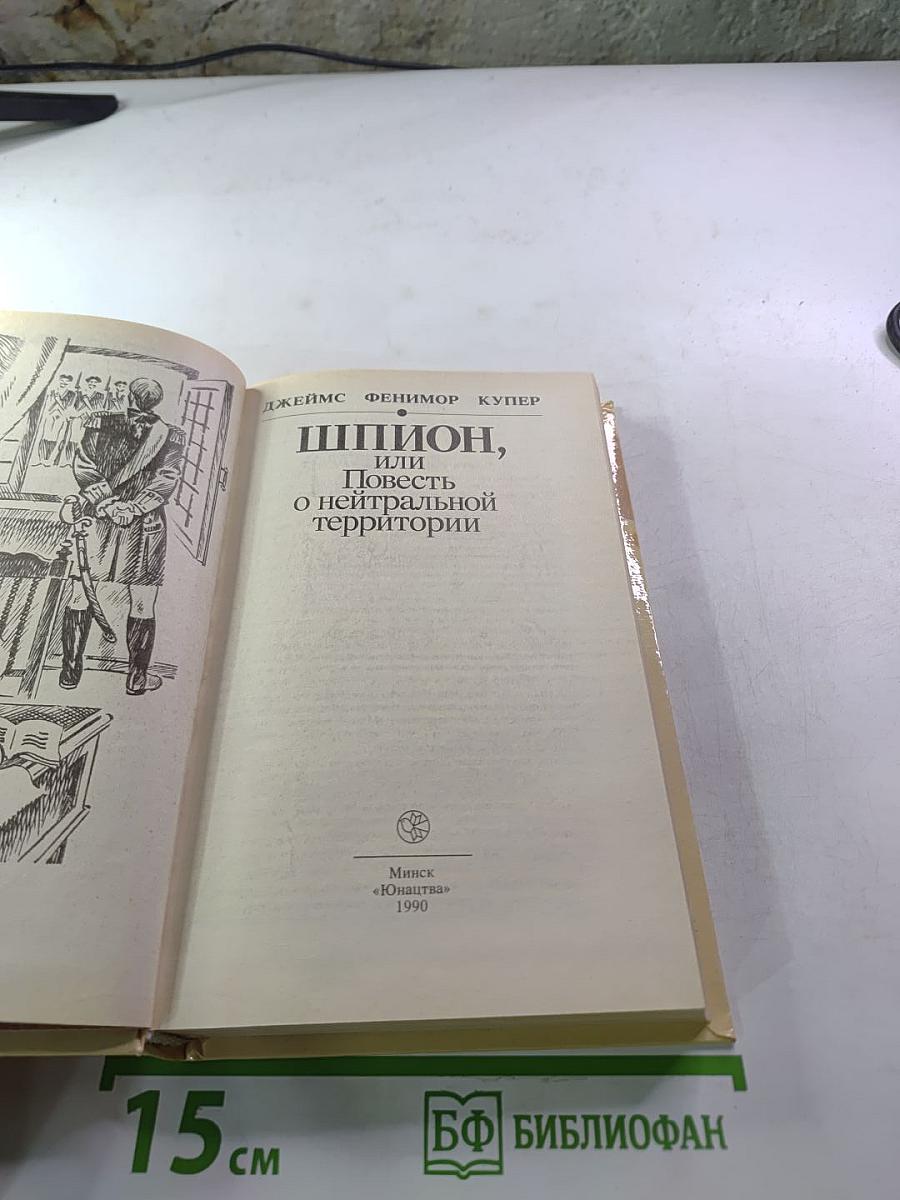 ДЖЕЙМС ФЕНИМОР КУПЕР
ШПИОН,
или
Повесть
о нейтральной
территории
Минск
«Юнацтва»
1990
15 см
БФ БИБЛИОФАН